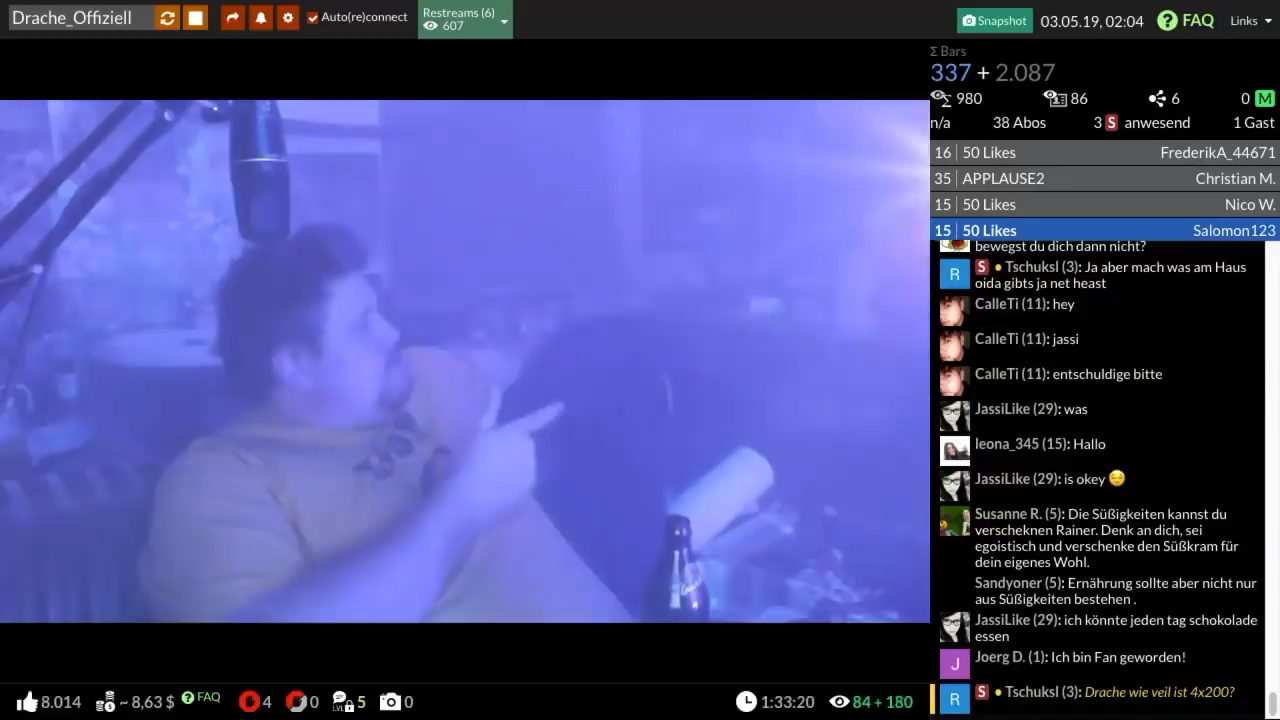 Drache_Offiziell
Auto(re)connect
Restreams (6)
607
Snapshot
03.05.19, 02:04
FAQ
Links
Σ Bars
337 + 2.087
980
86
6
0 M
n/a
38 Abos
3 S anwesend
1 Gast
16 50 Likes FrederikA_44671
35 APPLAUSE2 Christian M.
15 50 Likes Nico W.
15 50 Likes Salomon123
bewegst du dich dann nicht?
R S Tschuksl (3): Ja aber mach was am Haus
oida gibts ja net heast
CalleTi (11): hey
CalleTi (11): jassi
CalleTi (11): entschuldige bitte
JassiLike (29): was
leona_345 (15): Hallo
JassiLike (29): is okey 😌
Susanne R. (5): Die Süßigkeiten kannst du
verscheknen Rainer. Denk an dich, sei
egoistisch und verschenke den Süßkram für
dein eigenes Wohl.
Sandyoner (5): Ernährung sollte aber nicht nur
aus Süßigkeiten bestehen .
JassiLike (29): ich könnte jeden tag schokolade
essen
J Joerg D. (1): Ich bin Fan geworden!
R S Tschuksl (3): Drache wie veil ist 4x200?
8.014
~ 8,63 $
FAQ
4
0
LVL
5
0
1:33:20
84 + 180